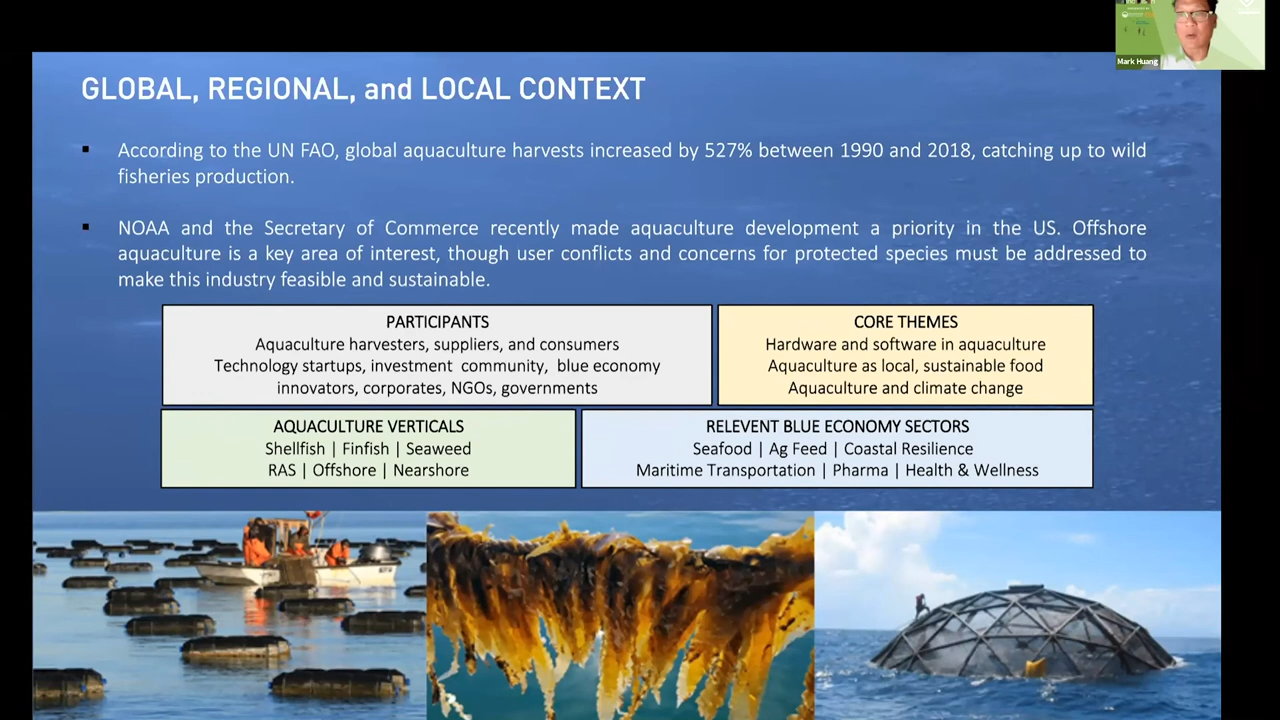 GLOBAL, REGIONAL, and LOCAL CONTEXT
According to the UN FAO, global aquaculture harvests increased by 527% between 1990 and 2018, catching up to wild
fisheries production.
NOAA and the Secretary of Commerce recently made aquaculture development a priority in the US. Offshore
aquaculture is a key area of interest, though user conflicts and concerns for protected species must be addressed to
make this industry feasible and sustainable.
PARTICIPANTS
Aquaculture harvesters, suppliers, and consumers
Technology startups, investment community, blue economy
innovators, corporates, NGOs, governments
CORE THEMES
Hardware and software in aquaculture
Aquaculture as local, sustainable food
Aquaculture and climate change
AQUACULTURE VERTICALS
Shellfish | Finfish | Seaweed
RAS | Offshore | Nearshore
RELEVENT BLUE ECONOMY SECTORS
Seafood | Ag Feed | Coastal Resilience
Maritime Transportation | Pharma | Health & Wellness
Mark Huang